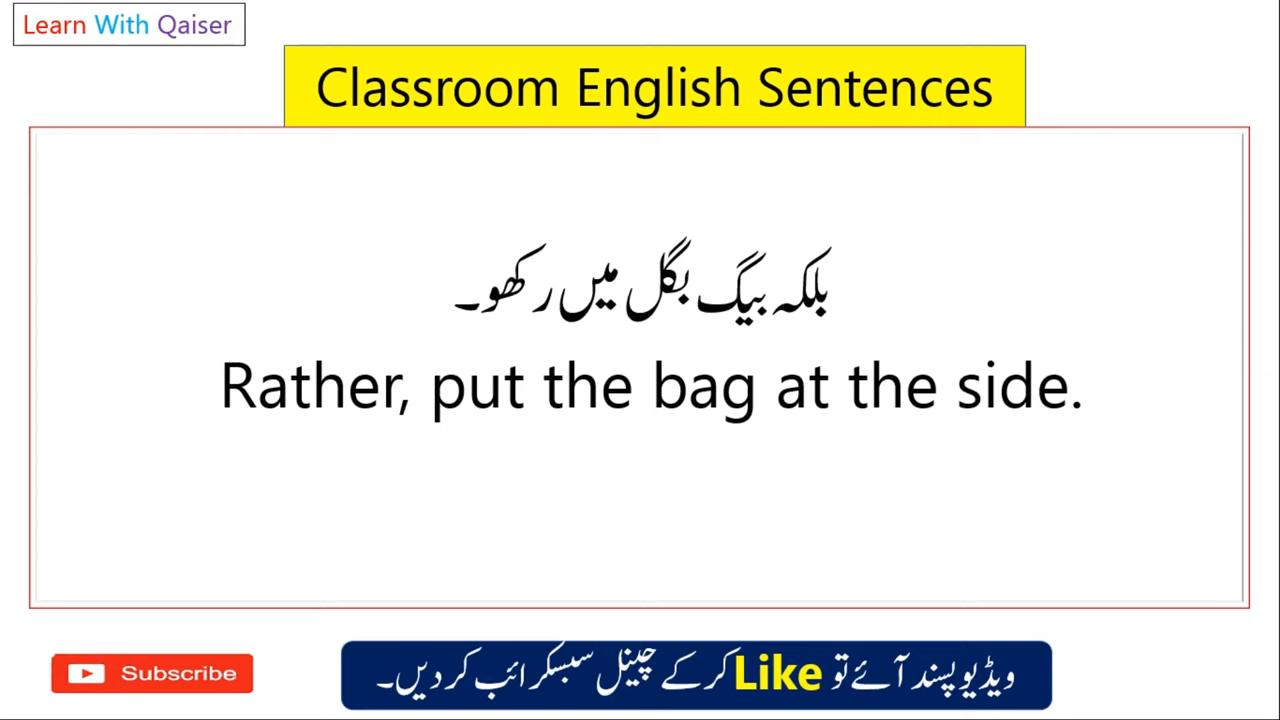 Learn With Qaiser
Classroom English Sentences
بلکہ بیگ بگل میں رکھو۔
Rather, put the bag at the side.
Subscribe
ویڈیو پسند آئے تو Like کر کے چینل سبسکرائب کر دیں۔